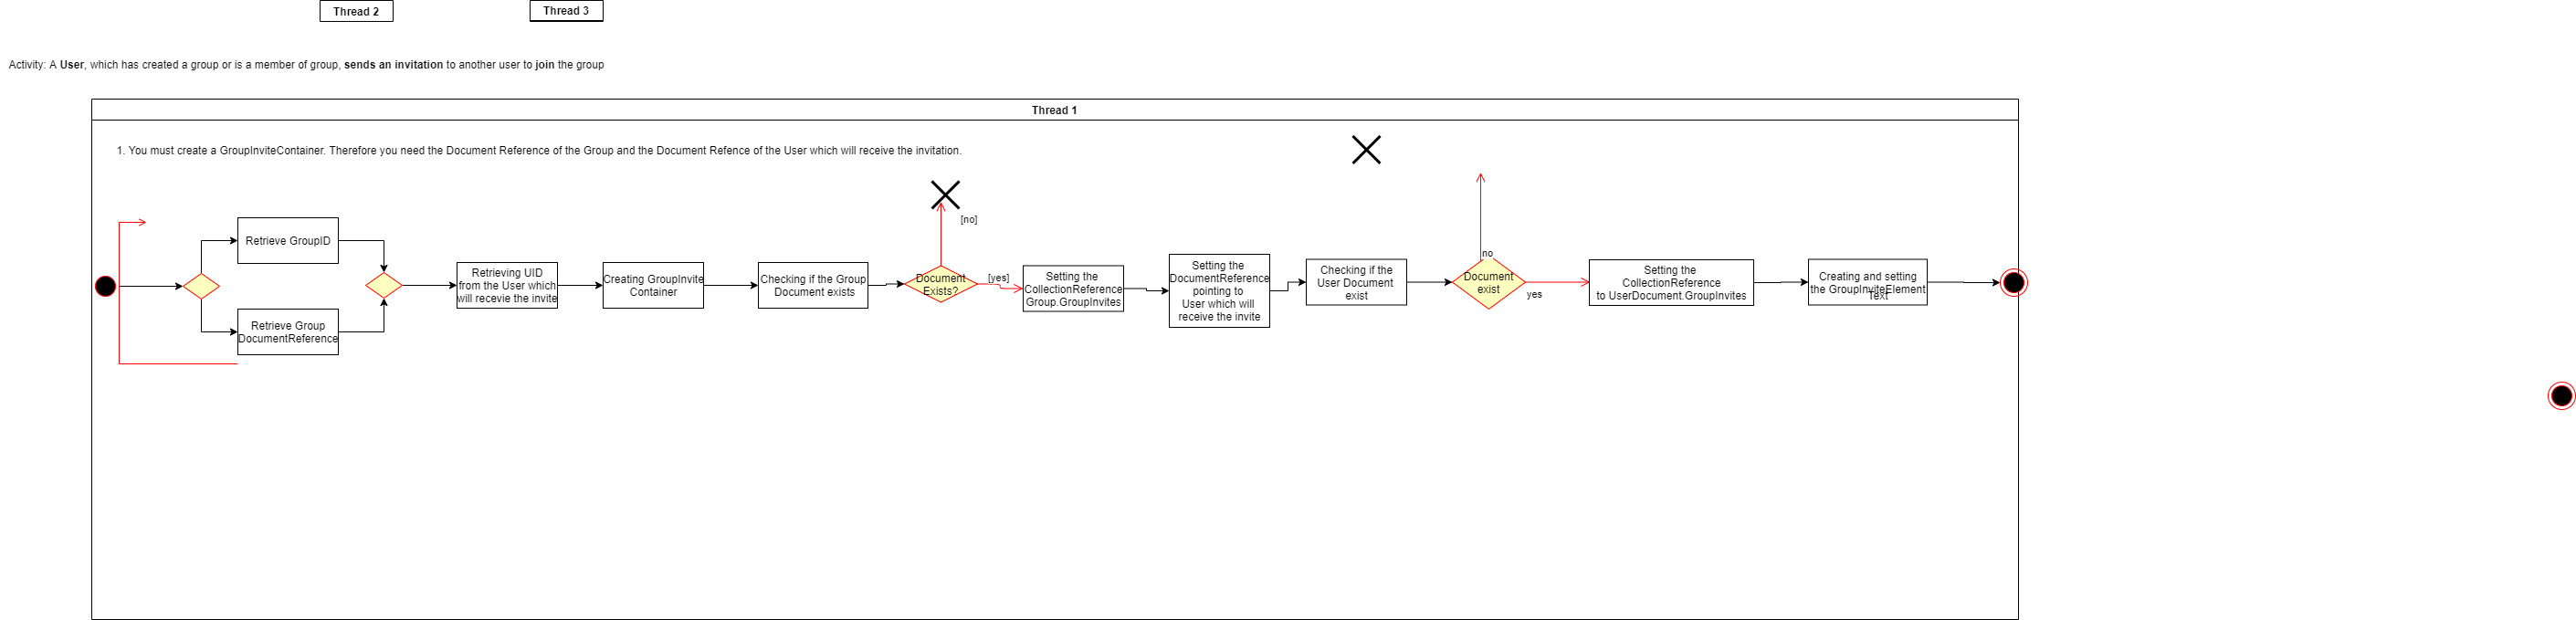 Thread 2
Thread 3
Activity: A User, which has created a group or is a member of group, sends an invitation to another user to join the group
Thread 1
1. You must create a GroupInviteContainer. Therefore you need the Document Reference of the Group and the Document Refence of the User which will receive the invitation.
Retrieve GroupID
Retrieve Group
DocumentReference
Retrieving UID
from the User which
will recevie the invite
Creating GroupInvite
Container
Checking if the Group
Document exists
Document
Exists?
[no]
[yes]
Setting the
CollectionReference
Group.GroupInvites
Setting the
DocumentReference
pointing to
User which will
receive the invite
Checking if the
User Document
exist
no
Document
exist
yes
Setting the
CollectionReference
to UserDocument.GroupInvites
Creating and setting
the GroupInviteElement
Text